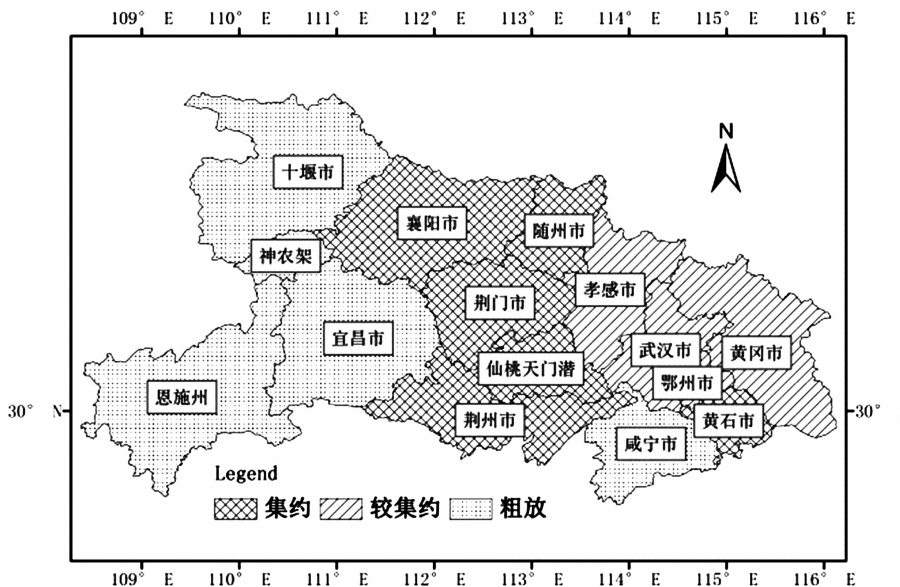 109° E 110° E 111° E 112° E 113° E 114° E 115° E 116° E
N
十堰市
襄阳市
随州市
神农架
孝感市
荆门市
宜昌市
武汉市
黄冈市
仙桃天门潜
鄂州市
恩施州
30° N
30°
荆州市
黄石市
咸宁市
Legend
集约 较集约 粗放
109° E 110° E 111° E 112° E 113° E 114° E 115° E 116° E